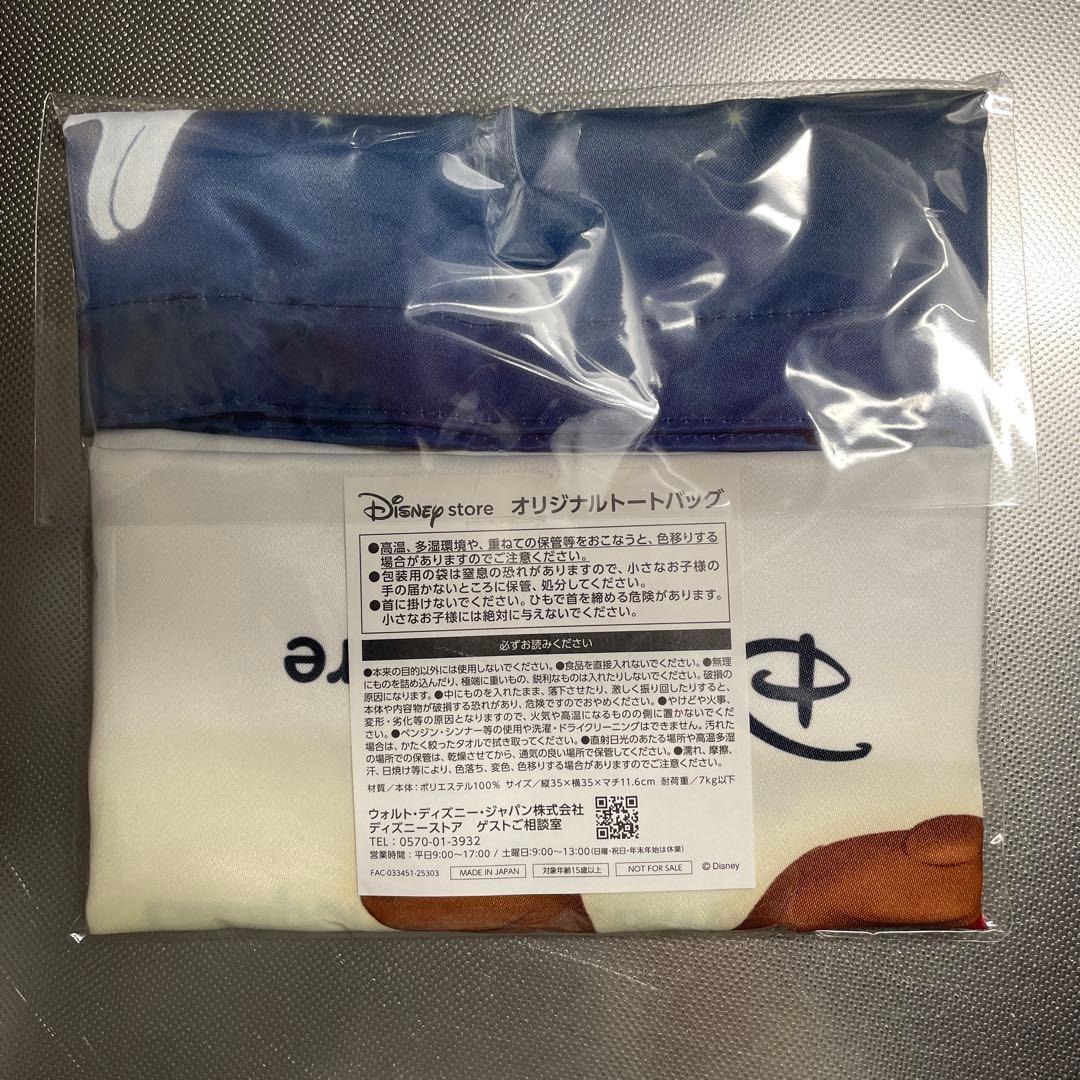 Disney store オリジナルトートバッグ
●高温、多湿環境や、重ねての保管等をおこなうと、色移りする
場合がありますのでご注意ください。
●包装用の袋は窒息の恐れがありますので、小さなお子様の
手の届かないところに保管、処分してください。
●首に掛けないでください。ひもで首を締める危険があります。
小さなお子様には絶対に与えないでください。
必ずお読みください
●本来の目的以外には使用しないでください。●食品を直接入れないでください。●無理
にものを詰め込んだり、極端に重いもの、鋭利なものは入れたりしないでください。破損の
原因になります。●中にものを入れたまま、落下させたり、激しく振り回したりすると、
本体や内容物が破損する恐れがあり、危険ですのでおやめください。●やけどや火事、
変形・劣化等の原因となりますので、火気や高温になるものの側に置かないでくだ
さい。●ベンジン・シンナー等の使用や洗濯・ドライクリーニングはできません。汚れた
場合は、かたく絞ったタオルで拭き取ってください。●直射日光のあたる場所や高温多湿
の場所での保管は、乾燥させてから、通気の良い場所で保管してください。●濡れ、摩擦、
汗、日焼け等により、色落ち、変色、色移りする場合がありますのでご注意ください。
材質/本体:ポリエステル100% サイズ/縦35×横35×マチ11.6cm 耐荷重/7kg以下
ウォルト・ディズニー・ジャパン株式会社
ディズニーストア ゲストご相談室
TEL:0570-01-3932
営業時間:平日9:00〜17:00 / 土曜日:9:00〜13:00(日曜・祝日・年末年始は休業)
FAC-033451-25303 MADE IN JAPAN 対象年齢15歳以上 NOT FOR SALE © Disney
D
re